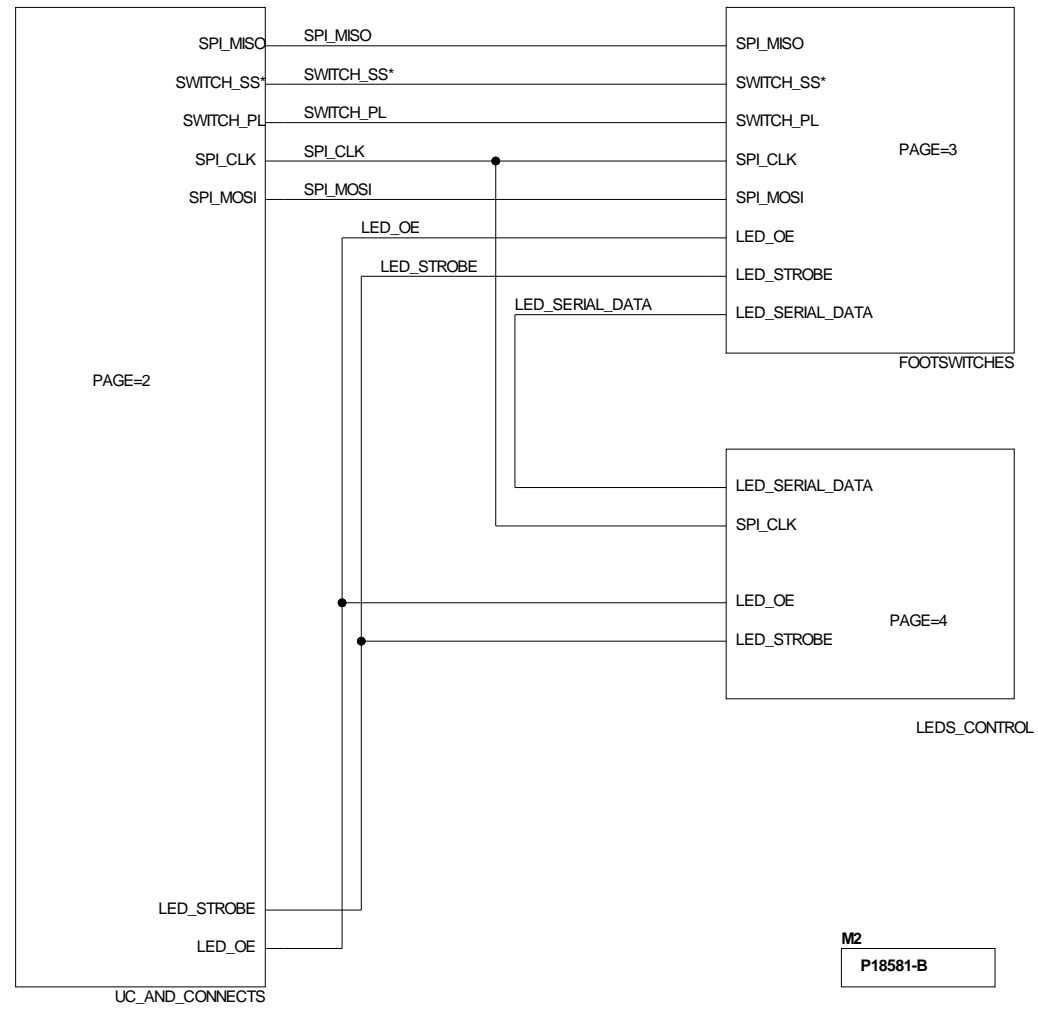 SPI_MISO SPI_MISO SPI_MISO
SWITCH_SS* SWITCH_SS* SWITCH_SS*
SWITCH_PL SWITCH_PL SWITCH_PL
SPI_CLK SPI_CLK SPI_CLK PAGE=3
SPI_MOSI SPI_MOSI SPI_MOSI
LED_OE LED_OE
LED_STROBE LED_STROBE
LED_SERIAL_DATA LED_SERIAL_DATA
FOOTSWITCHES
PAGE=2
LED_SERIAL_DATA
SPI_CLK
LED_OE
PAGE=4
LED_STROBE
LEDS_CONTROL
LED_STROBE
LED_OE
UC_AND_CONNECTS
M2
P18581-B